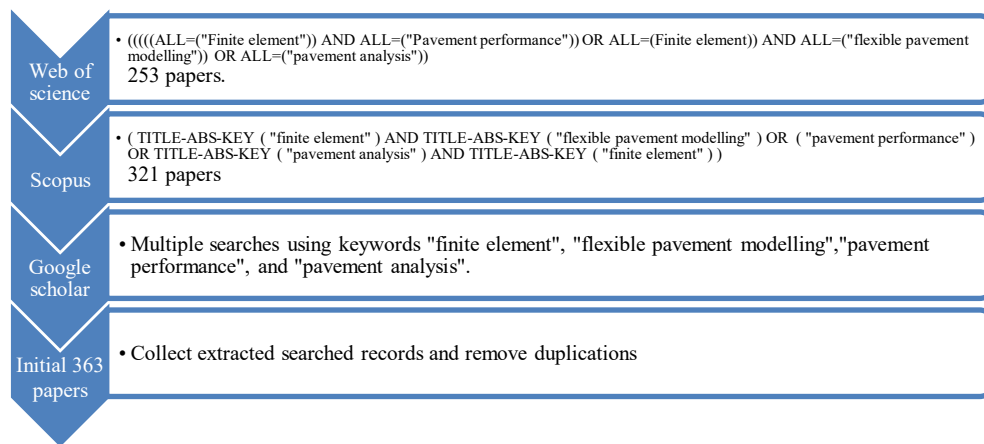 Web of
science
• (((((ALL=("Finite element")) AND ALL=("Pavement performance")) OR ALL=(Finite element)) AND ALL=("flexible pavement
modelling")) OR ALL=("pavement analysis"))
253 papers.
Scopus
• ( TITLE-ABS-KEY ( "finite element" ) AND TITLE-ABS-KEY ( "flexible pavement modelling" ) OR ( "pavement performance" )
OR TITLE-ABS-KEY ( "pavement analysis" ) AND TITLE-ABS-KEY ( "finite element" ) )
321 papers
Google
scholar
• Multiple searches using keywords "finite element", "flexible pavement modelling","pavement
performance", and "pavement analysis".
Initial 363
papers
• Collect extracted searched records and remove duplications